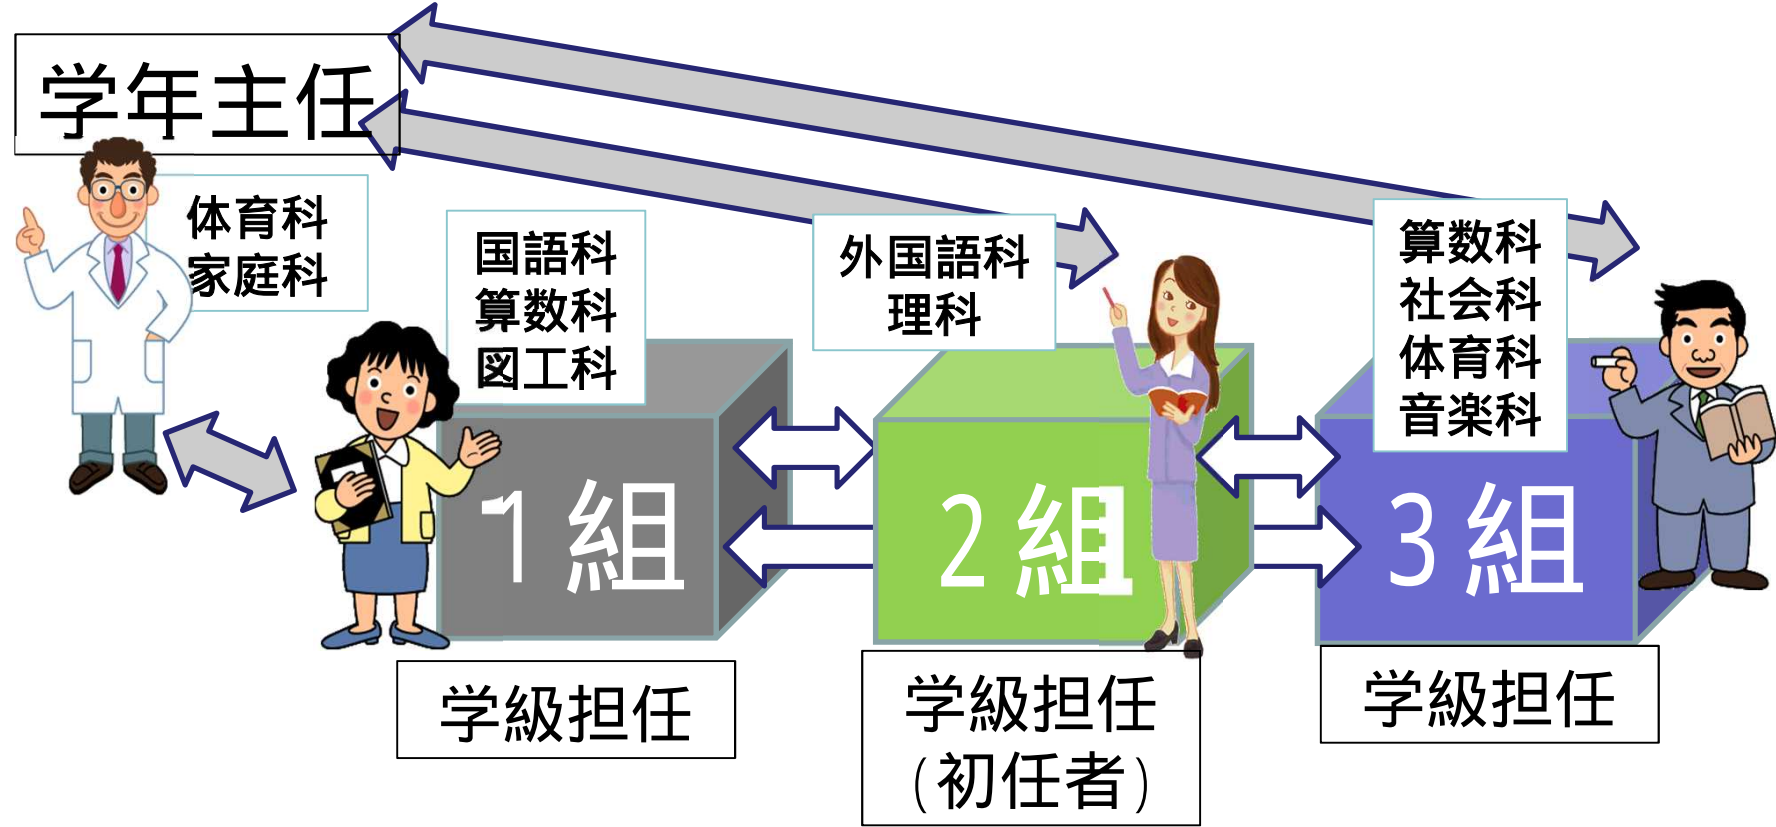 学年主任
体育科
家庭科
国語科
算数科
図工科
外国語科
理科
算数科
社会科
体育科
音楽科
1組
2組
3組
学級担任
学級担任
(初任者)
学級担任